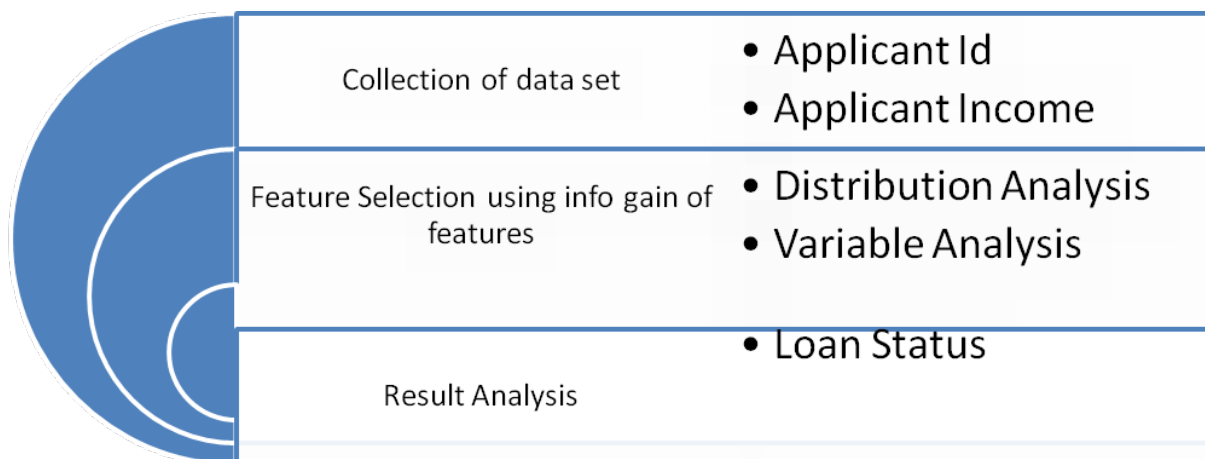 Collection of data set
• Applicant Id
• Applicant Income
Feature Selection using info gain of
features
• Distribution Analysis
• Variable Analysis
Result Analysis
• Loan Status